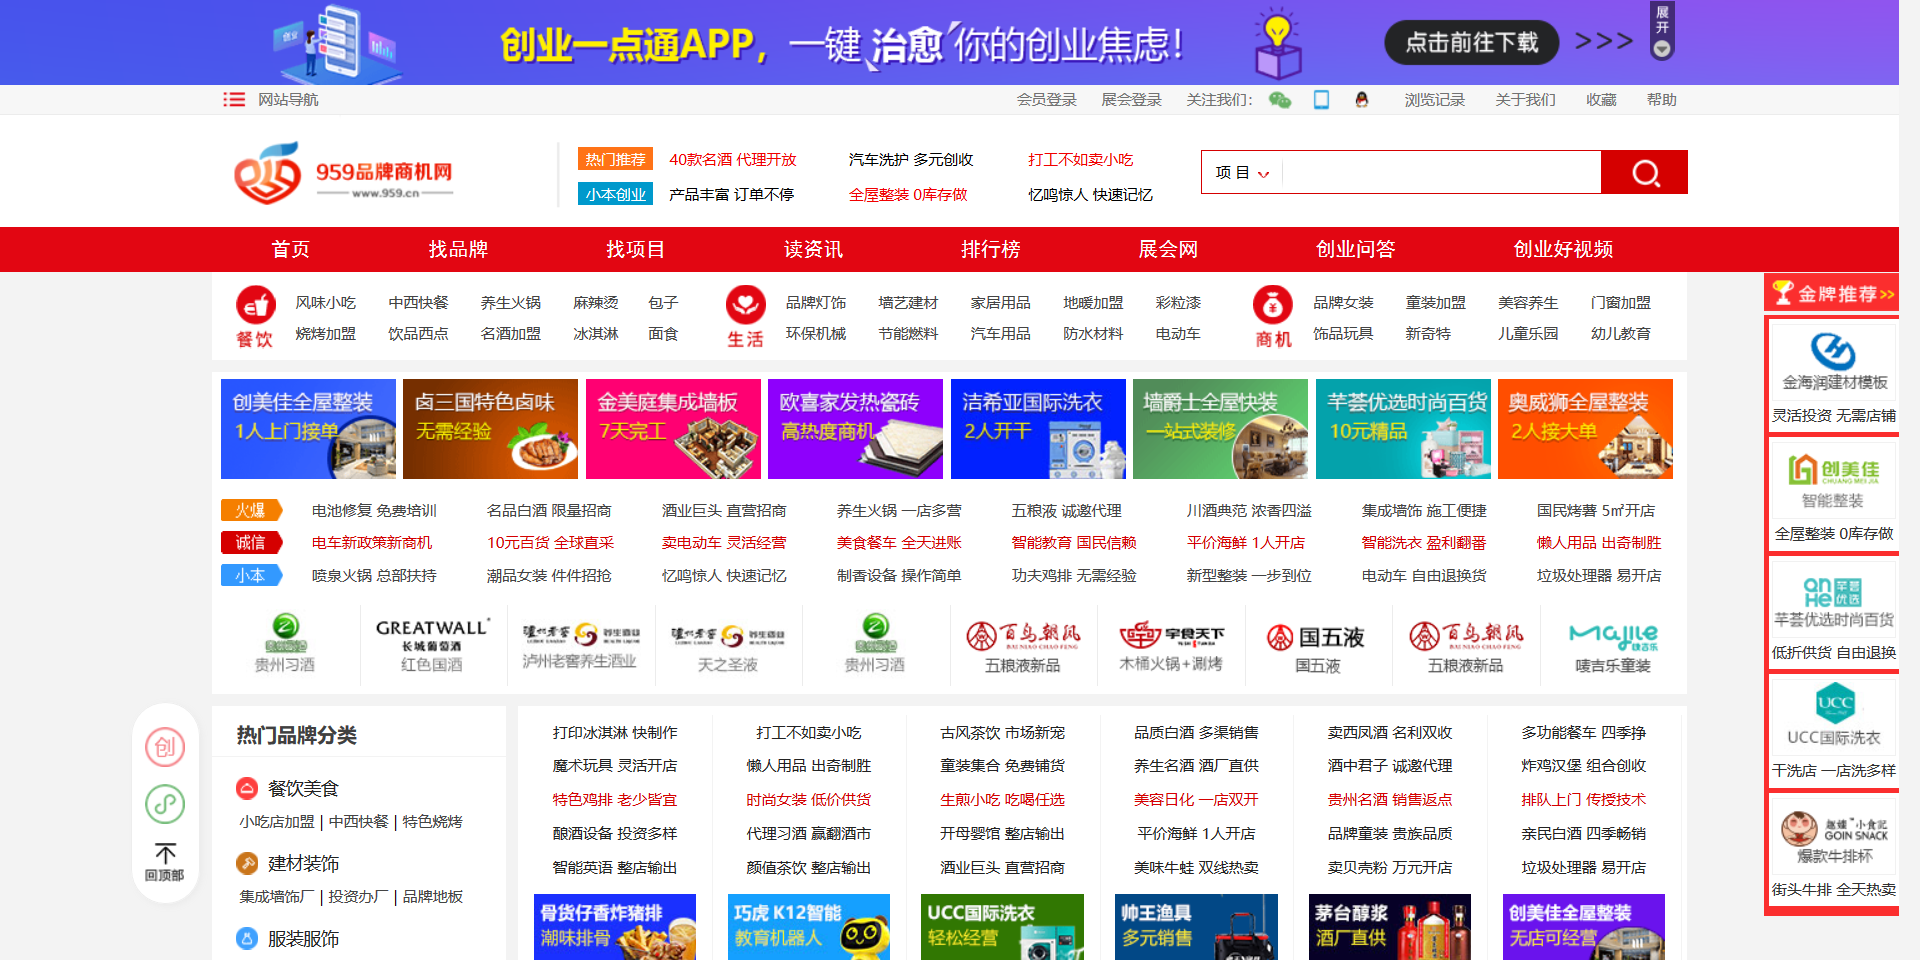 创业一点通APP，一键 治愈 你的创业焦虑！
点击前往下载 >>>
展开
网站导航
会员登录 展会登录 关注我们： 浏览记录 关于我们 收藏 帮助
959品牌商机网
www.959.cn
热门推荐 40款名酒 代理开放 汽车洗护 多元创收 打工不如卖小吃
小本创业 产品丰富 订单不停 全屋整装 0库存做 忆鸣惊人 快速记忆
项目
首页 找品牌 找项目 读资讯 排行榜 展会网 创业问答 创业好视频
餐饮
风味小吃 中西快餐 养生火锅 麻辣烫 包子
烧烤加盟 饮品西点 名酒加盟 冰淇淋 面食
生活
品牌灯饰 墙艺建材 家居用品 地暖加盟 彩粒漆
环保机械 节能燃料 汽车用品 防水材料 电动车
商机
品牌女装 童装加盟 美容养生 门窗加盟
饰品玩具 新奇特 儿童乐园 幼儿教育
创美佳全屋整装
1人上门接单
卤三国特色卤味
无需经验
金美庭集成墙板
7天完工
欧喜家发热瓷砖
高热度商机
洁希亚国际洗衣
2人开干
墙爵士全屋快装
一站式装修
芊荟优选时尚百货
10元精品
奥威狮全屋整装
2人接大单
火爆 电池修复 免费培训 名品白酒 限量招商 酒业巨头 直营招商 养生火锅 一店多营 五粮液 诚邀代理 川酒典范 浓香四溢 集成墙饰 施工便捷 国民烤薯 5㎡开店
诚信 电车新政策新商机 10元百货 全球直采 卖电动车 灵活经营 美食餐车 全天进账 智能教育 国民信赖 平价海鲜 1人开店 智能洗衣 盈利翻番 懒人用品 出奇制胜
小本 喷泉火锅 总部扶持 潮品女装 件件招抢 忆鸣惊人 快速记忆 制香设备 操作简单 功夫鸡排 无需经验 新型整装 一步到位 电动车 自由退换货 垃圾处理器 易开店
贵州习酒
GREATWALL
长城葡萄酒
红色国酒
泸州老窖 养生酒业
泸州老窖养生酒业
泸州老窖 养生酒业
天之圣液
贵州习酒
百鸟朝凤
BAI NIAO CHAO FENG
五粮液新品
宇食天下
木桶火锅+涮烤
国五液
国五液
百鸟朝凤
BAI NIAO CHAO FENG
五粮液新品
Majile
唛吉乐
唛吉乐童装
热门品牌分类
餐饮美食
小吃店加盟 | 中西快餐 | 特色烧烤
建材装饰
集成墙饰厂 | 投资办厂 | 品牌地板
服装服饰
打印冰淇淋 快制作 打工不如卖小吃 古风茶饮 市场新宠 品质白酒 多渠销售 卖西凤酒 名利双收 多功能餐车 四季挣
魔术玩具 灵活开店 懒人用品 出奇制胜 童装集合 免费铺货 养生名酒 酒厂直供 酒中君子 诚邀代理 炸鸡汉堡 组合创收
特色鸡排 老少皆宜 时尚女装 低价供货 生煎小吃 吃喝任选 美容日化 一店双开 贵州名酒 销售返点 排队上门 传授技术
酿酒设备 投资多样 代理习酒 赢翻酒市 开母婴馆 整店输出 平价海鲜 1人开店 品牌童装 贵族品质 亲民白酒 四季畅销
智能英语 整店输出 颜值茶饮 整店输出 酒业巨头 直营招商 美味牛蛙 双线热卖 卖贝壳粉 万元开店 垃圾处理器 易开店
骨货仔香炸猪排
潮味排骨
巧虎 K12智能
教育机器人
UCC国际洗衣
轻松经营
帅王渔具
多元销售
茅台醇浆
酒厂直供
创美佳全屋整装
无店可经营
创
回顶部
金牌推荐>>
金海润建材模板
灵活投资 无需店铺
创美佳
CHUANG MEI JIA
智能整装
全屋整装 0库存做
QN HE 芊荟优选
芊荟优选时尚百货
低折供货 自由退换
UCC
UCC国际洗衣
干洗店 一店洗多样
赵嫂 小食记
GOIN SNACK
爆款牛排杯
街头牛排 全天热卖